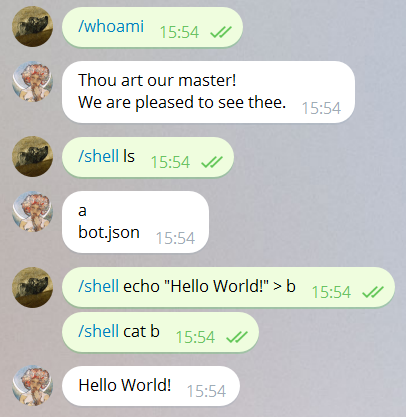 /whoami 15:54
Thou art our master!
We are pleased to see thee. 15:54
/shell ls 15:54
a
bot.json 15:54
/shell echo "Hello World!" > b 15:54
/shell cat b 15:54
Hello World! 15:54